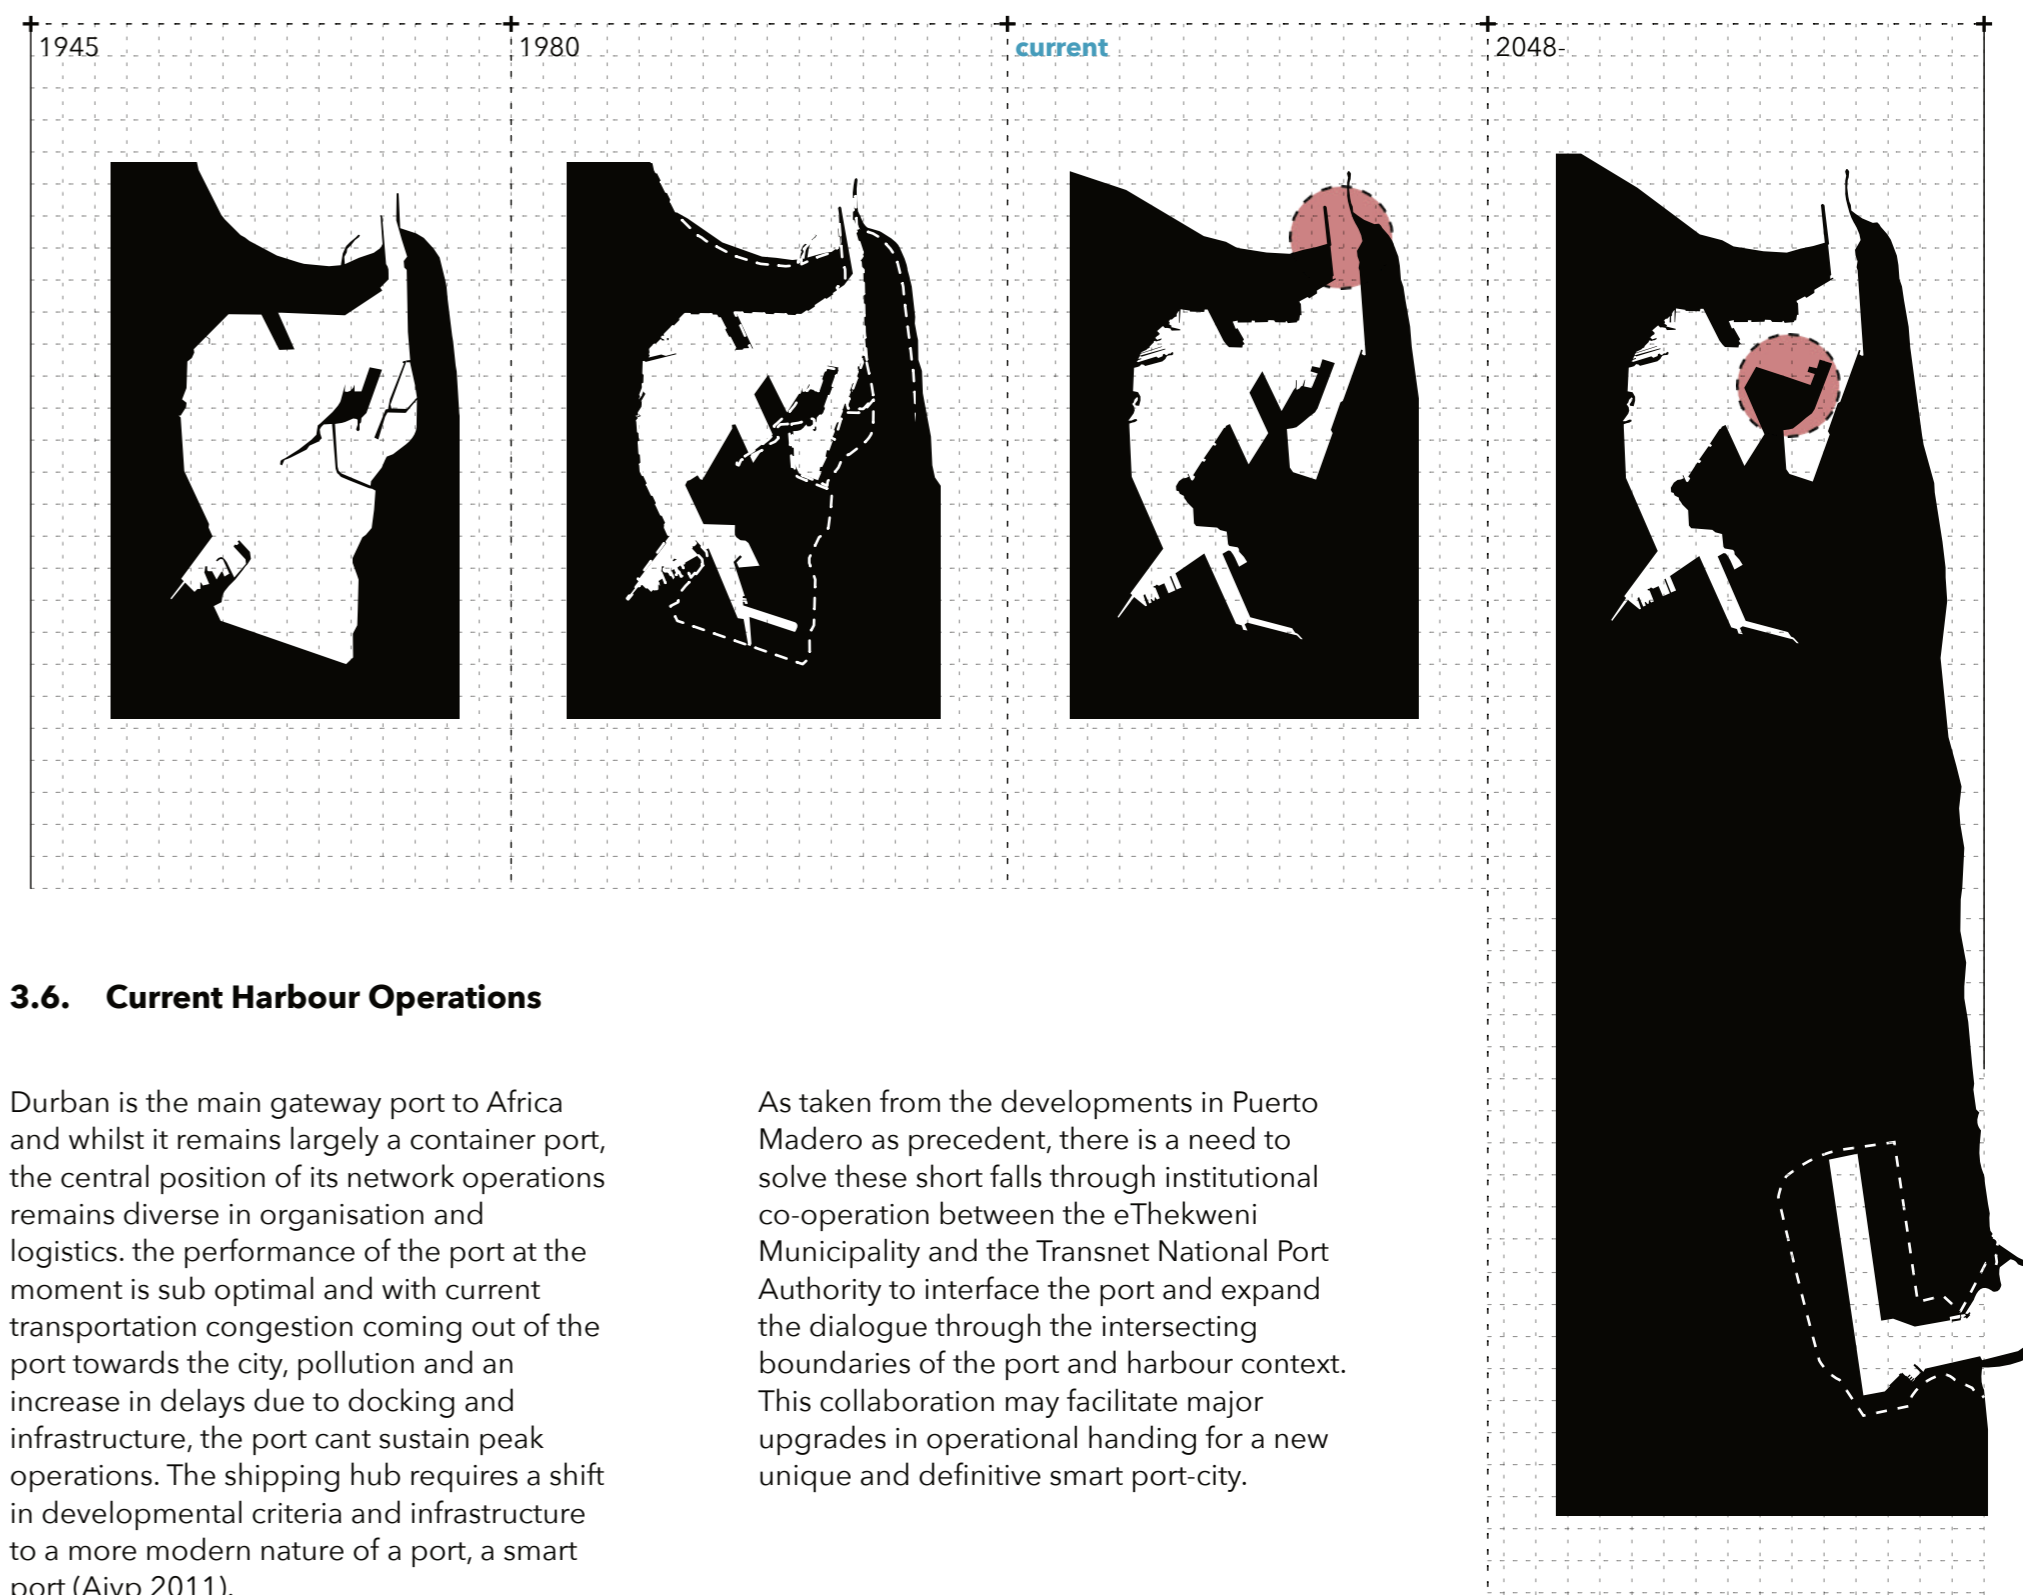 1945
1980
current
2048-
3.6. Current Harbour Operations
Durban is the main gateway port to Africa
and whilst it remains largely a container port,
the central position of its network operations
remains diverse in organisation and
logistics. the performance of the port at the
moment is sub optimal and with current
transportation congestion coming out of the
port towards the city, pollution and an
increase in delays due to docking and
infrastructure, the port cant sustain peak
operations. The shipping hub requires a shift
in developmental criteria and infrastructure
to a more modern nature of a port, a smart
port (Aivp 2011).
As taken from the developments in Puerto
Madero as precedent, there is a need to
solve these short falls through institutional
co-operation between the eThekweni
Municipality and the Transnet National Port
Authority to interface the port and expand
the dialogue through the intersecting
boundaries of the port and harbour context.
This collaboration may facilitate major
upgrades in operational handing for a new
unique and definitive smart port-city.